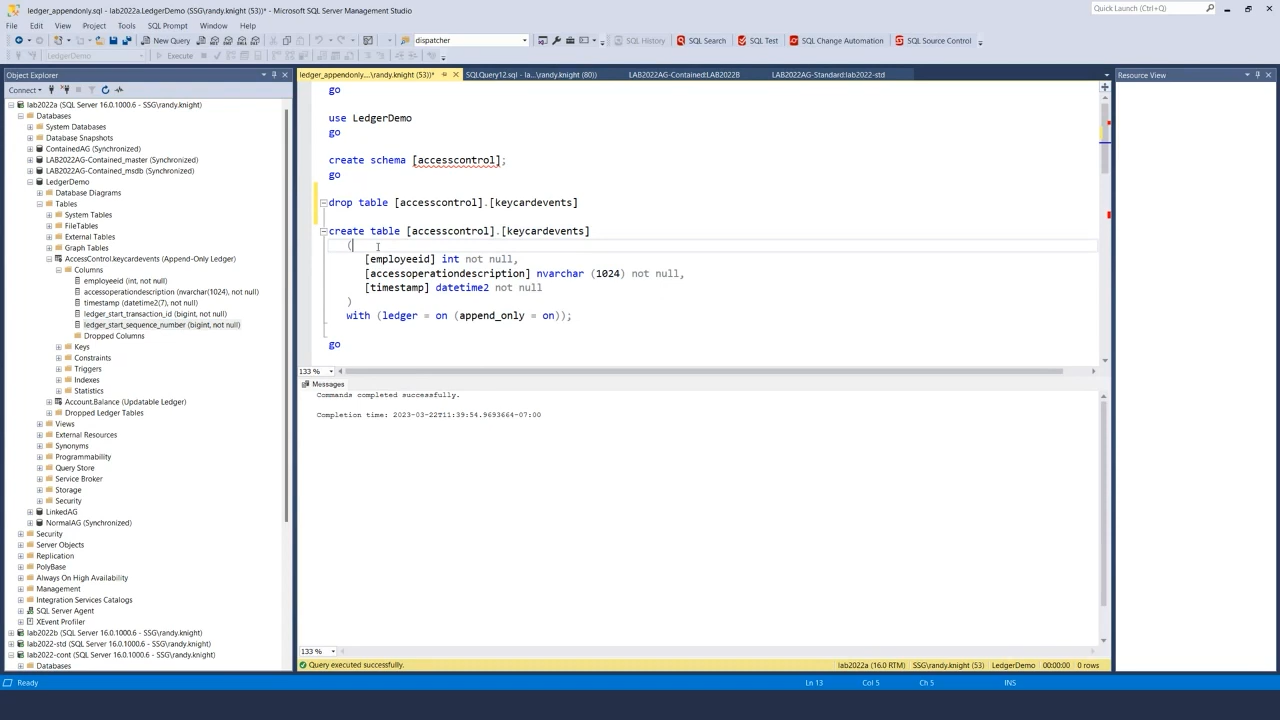 ledger_appendonly.sql - lab2022a.LedgerDemo (SSG\randy.knight (53))* - Microsoft SQL Server Management Studio
Quick Launch (Ctrl+Q)
File Edit View Project Tools SQL Prompt Window Help
New Query dispatcher SQL History SQL Search SQL Test SQL Change Automation SQL Source Control
LedgerDemo Execute
Object Explorer
ledger_appendonly....\randy.knight (53))* SQLQuery12.sql - la...\randy.knight (80)) LAB2022AG-Contained:LAB2022B LAB2022AG-Standard:lab2022-std
Resource View
Connect
lab2022a (SQL Server 16.0.1000.6 - SSG\randy.knight)
Databases
System Databases
Database Snapshots
ContainedAG (Synchronized)
LAB2022AG-Contained_master (Synchronized)
LAB2022AG-Contained_msdb (Synchronized)
LedgerDemo
Database Diagrams
Tables
System Tables
FileTables
External Tables
Graph Tables
AccessControl.keycardevents (Append-Only Ledger)
Columns
employeeid (int, not null)
accessoperationdescription (nvarchar(1024), not null)
timestamp (datetime2(7), not null)
ledger_start_transaction_id (bigint, not null)
ledger_start_sequence_number (bigint, not null)
Dropped Columns
Keys
Constraints
Triggers
Indexes
Statistics
Account.Balance (Updatable Ledger)
Dropped Ledger Tables
Views
External Resources
Synonyms
Programmability
Query Store
Service Broker
Storage
Security
LinkedAG
NormalAG (Synchronized)
Security
Server Objects
Replication
PolyBase
Always On High Availability
Management
Integration Services Catalogs
SQL Server Agent
XEvent Profiler
lab2022b (SQL Server 16.0.1000.6 - SSG\randy.knight)
lab2022-std (SQL Server 16.0.1000.6 - SSG\randy.knight)
lab2022-cont (SQL Server 16.0.1000.6 - SSG\randy.knight)
Databases
go
use LedgerDemo
go
create schema [accesscontrol];
go
drop table [accesscontrol].[keycardevents]
create table [accesscontrol].[keycardevents]
(
[employeeid] int not null,
[accessoperationdescription] nvarchar (1024) not null,
[timestamp] datetime2 not null
)
with (ledger = on (append_only = on));
go
133 %
Messages
Commands completed successfully.
Completion time: 2023-03-22T11:39:54.9693664-07:00
133 %
Query executed successfully. lab2022a (16.0 RTM) SSG\randy.knight (53) LedgerDemo 00:00:00 0 rows
Ready Ln 13 Col 5 Ch 5 INS